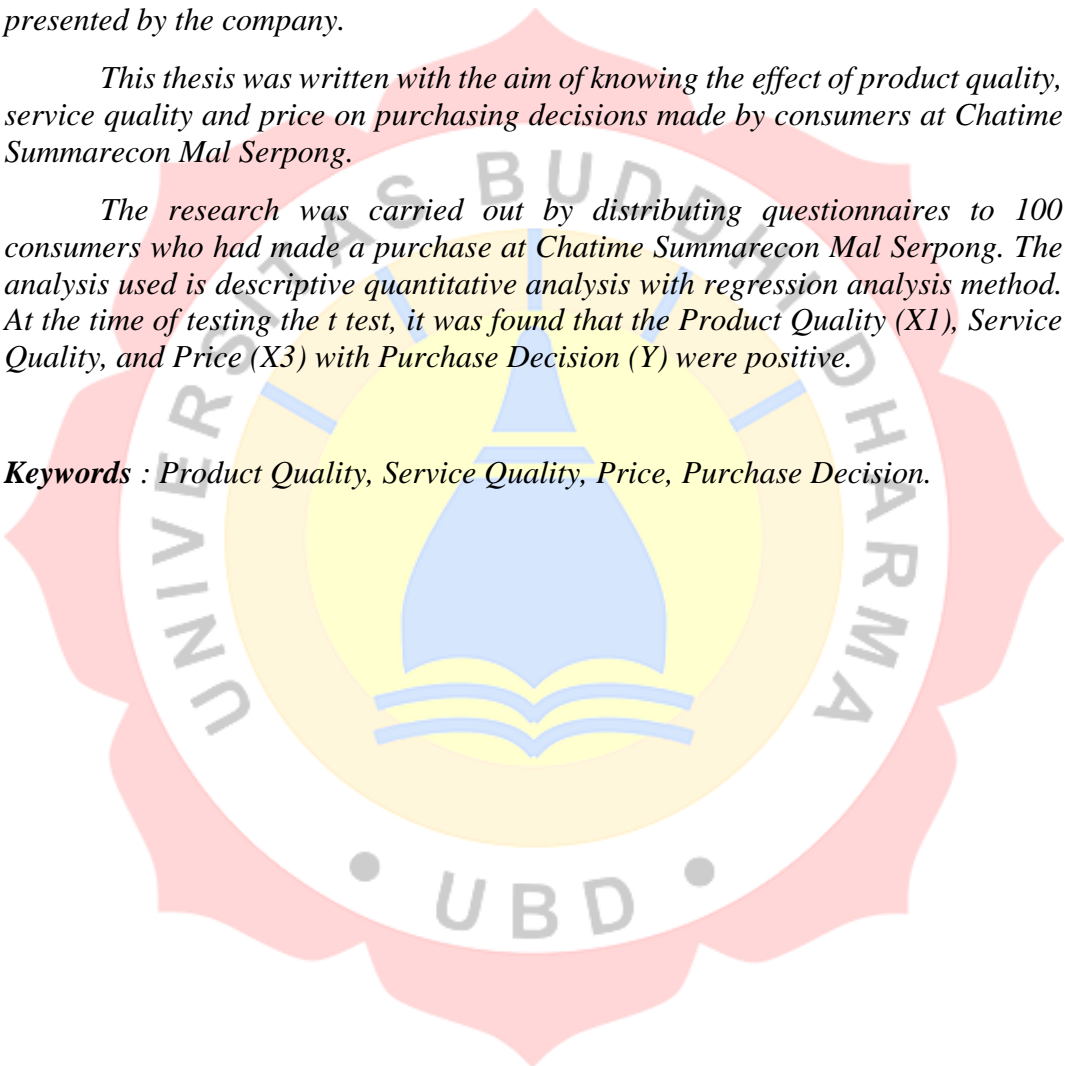 presented by the company.
This thesis was written with the aim of knowing the effect of product quality,
service quality and price on purchasing decisions made by consumers at Chatime
Summarecon Mal Serpong.
The research was carried out by distributing questionnaires to 100
consumers who had made a purchase at Chatime Summarecon Mal Serpong. The
analysis used is descriptive quantitative analysis with regression analysis method.
At the time of testing the t test, it was found that the Product Quality (X1), Service
Quality, and Price (X3) with Purchase Decision (Y) were positive.
Keywords : Product Quality, Service Quality, Price, Purchase Decision.
UNIVERSITAS BUDDHI DHARMA
• UBD •